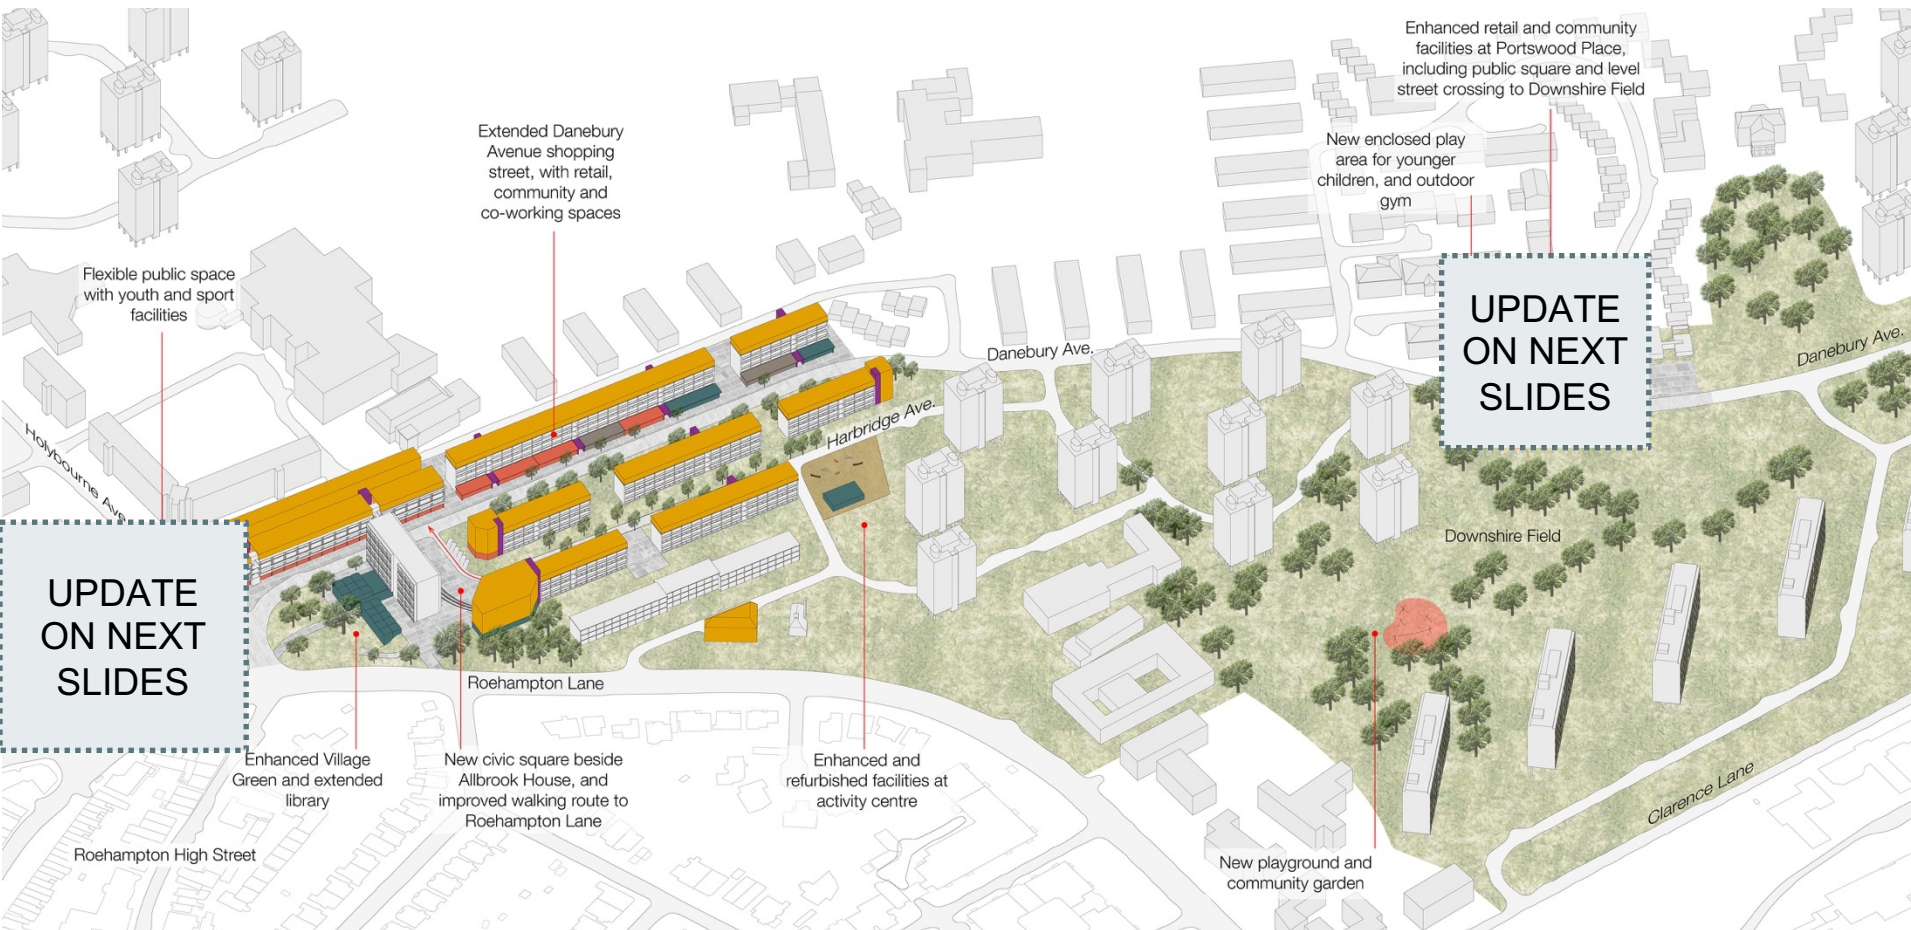 Enhanced retail and community
facilities at Portswood Place,
including public square and level
street crossing to Downshire Field
New enclosed play
area for younger
children, and outdoor
gym
Extended Danebury
Avenue shopping
street, with retail,
community and
co-working spaces
Flexible public space
with youth and sport
facilities
UPDATE
ON NEXT
SLIDES
Danebury Ave.
Danebury Ave.
Harbridge Ave.
Holybourne Ave.
Downshire Field
UPDATE
ON NEXT
SLIDES
Roehampton Lane
Enhanced Village
Green and extended
library
New civic square beside
Allbrook House, and
improved walking route to
Roehampton Lane
Enhanced and
refurbished facilities at
activity centre
Clarence Lane
Roehampton High Street
New playground and
community garden